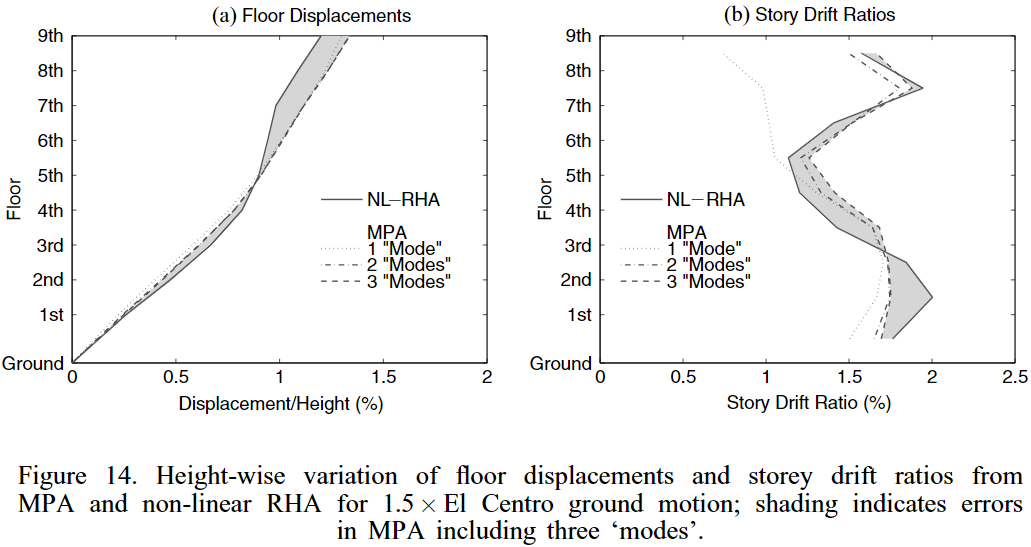 (a) Floor Displacements
9th
8th
7th
6th
5th
4th
3rd
2nd
1st
Ground
Floor
NL–RHA
MPA
1 "Mode"
2 "Modes"
3 "Modes"
0
0.5
1
1.5
2
Displacement/Height (%)
(b) Story Drift Ratios
9th
8th
7th
6th
5th
4th
3rd
2nd
1st
Ground
Floor
NL–RHA
MPA
1 "Mode"
2 "Modes"
3 "Modes"
0
0.5
1
1.5
2
2.5
Story Drift Ratio (%)
Figure 14. Height-wise variation of floor displacements and storey drift ratios from
MPA and non-linear RHA for 1.5 × El Centro ground motion; shading indicates errors
in MPA including three ‘modes’.